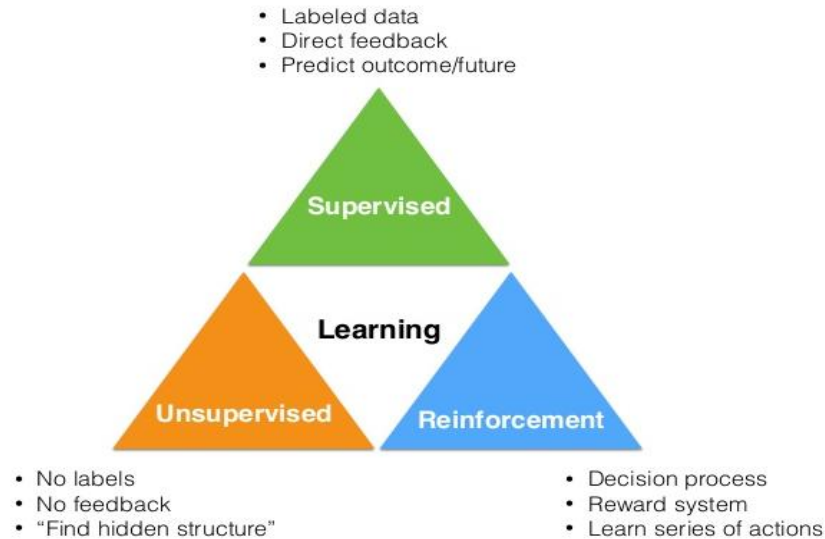 • Labeled data
• Direct feedback
• Predict outcome/future
Supervised
Learning
Unsupervised
Reinforcement
• No labels
• No feedback
• “Find hidden structure”
• Decision process
• Reward system
• Learn series of actions